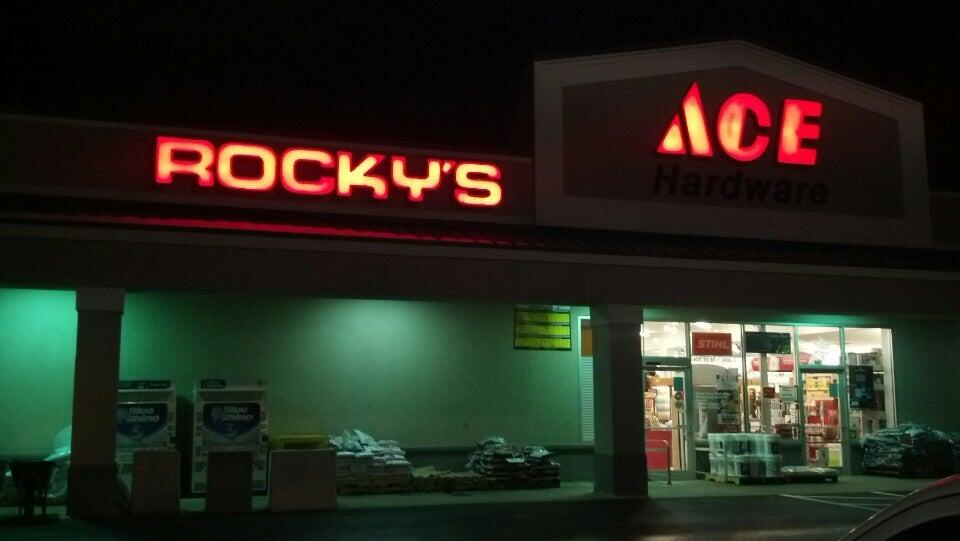 ROCKY'S
ACE
Hardware
STIHL
Blue
Rhino
Blue
Rhino